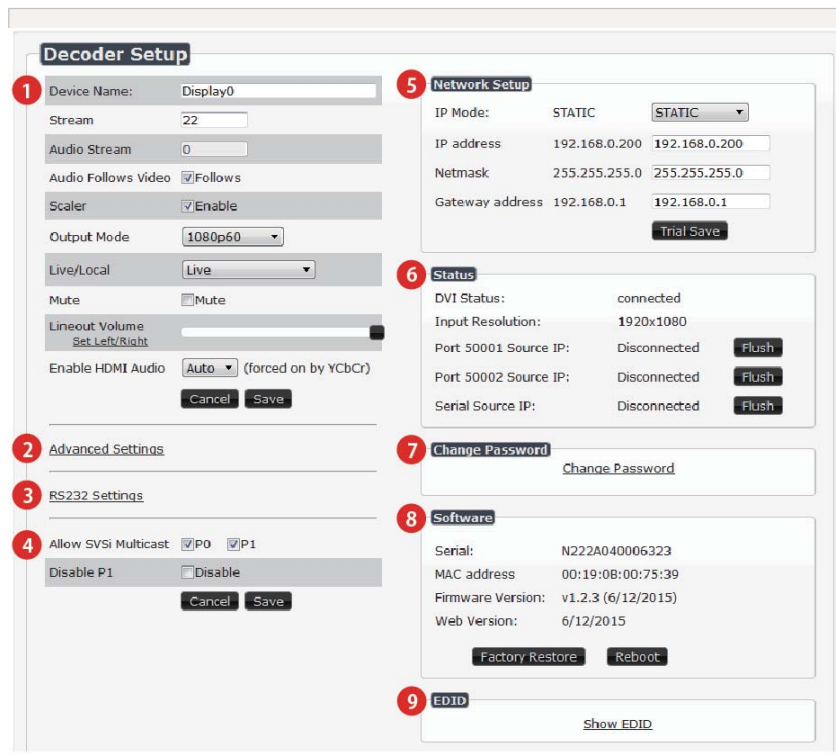 Decoder Setup
1
Device Name: Display0
Stream 22
Audio Stream 0
Audio Follows Video Follows
Scaler Enable
Output Mode 1080p60
Live/Local Live
Mute Mute
Lineout Volume
Set Left/Right
Enable HDMI Audio Auto (forced on by YCbCr)
Cancel Save
2
Advanced Settings
3
RS232 Settings
4
Allow SVSi Multicast P0 P1
Disable P1 Disable
Cancel Save
5
Network Setup
IP Mode: STATIC STATIC
IP address 192.168.0.200 192.168.0.200
Netmask 255.255.255.0 255.255.255.0
Gateway address 192.168.0.1 192.168.0.1
Trial Save
6
Status
DVI Status: connected
Input Resolution: 1920x1080
Port 50001 Source IP: Disconnected Flush
Port 50002 Source IP: Disconnected Flush
Serial Source IP: Disconnected Flush
7
Change Password
Change Password
8
Software
Serial: N222A040006323
MAC address 00:19:0B:00:75:39
Firmware Version: v1.2.3 (6/12/2015)
Web Version: 6/12/2015
Factory Restore Reboot
9
EDID
Show EDID